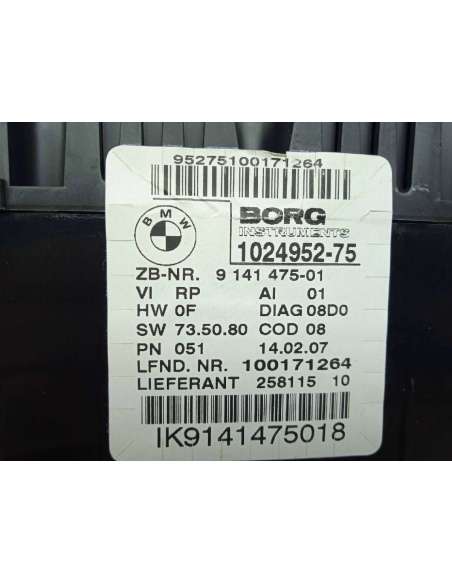 95275100171264
BMW
BORG
INSTRUMENTS
1024952-75
ZB-NR. 9 141 475-01
VI RP AI 01
HW 0F DIAG 08D0
SW 73.50.80 COD 08
PN 051 14.02.07
LFND. NR. 100171264
LIEFERANT 258115 10
IK9141475018